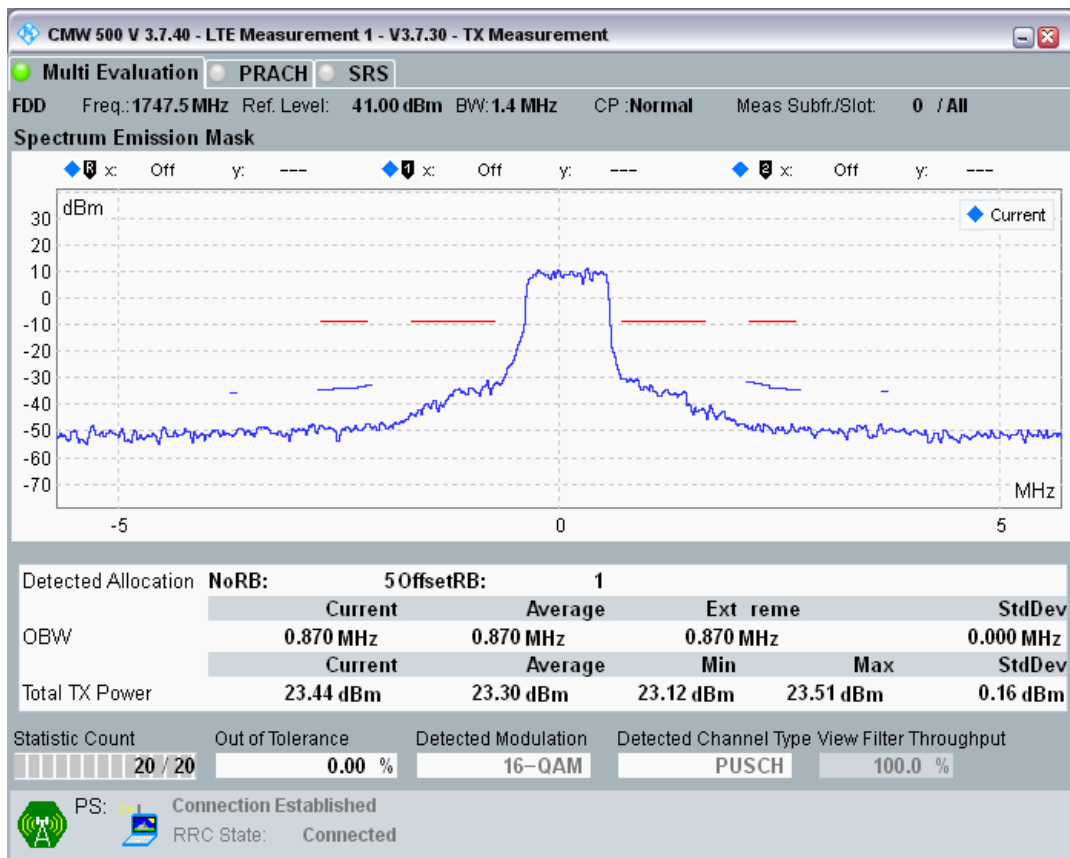 CMW 500 V 3.7.40 - LTE Measurement 1 - V3.7.30 - TX Measurement
Multi Evaluation PRACH SRS
FDD Freq.: 1747.5 MHz Ref. Level: 41.00 dBm BW: 1.4 MHz CP : Normal Meas Subfr./Slot: 0 / All
Spectrum Emission Mask
R x: Off y: --- 1 x: Off y: --- 2 x: Off y: ---
dBm
Current
30
20
10
0
-10
-20
-30
-40
-50
-60
-70
MHz
-5 0 5
Detected Allocation NoRB: 5 OffsetRB: 1
Current Average Ext reme StdDev
OBW 0.870 MHz 0.870 MHz 0.870 MHz 0.000 MHz
Current Average Min Max StdDev
Total TX Power 23.44 dBm 23.30 dBm 23.12 dBm 23.51 dBm 0.16 dBm
Statistic Count Out of Tolerance Detected Modulation Detected Channel Type View Filter Throughput
20 / 20 0.00 % 16-QAM PUSCH 100.0 %
PS: Connection Established
RRC State: Connected